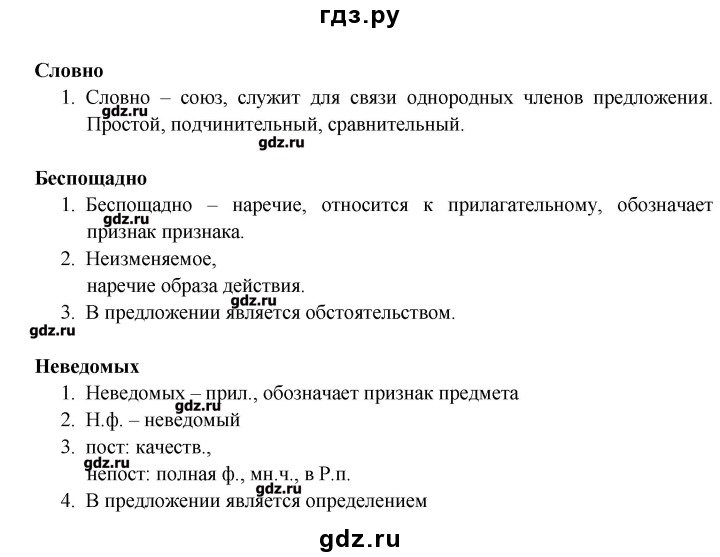 гдз.ру
Словно
1. Словно – союз, служит для связи однородных членов предложения.
gdz.ru
Простой, подчинительный, сравнительный.
gdz.ru
Беспощадно
1. Беспощадно – наречие, относится к прилагательному, обозначает
gdz.ru
признак признака.
2. Неизменяемое,
наречие образа действия.
gdz.ru
3. В предложении является обстоятельством.
gdz.ru
Неведомых
1. Неведомых – прил., обозначает признак предмета
gdz.ru
2. Н.ф. – неведомый
3. пост: качеств.,
gdz.ru
непост: полная ф., мн.ч., в Р.п.
gdz.ru
4. В предложении является определением
gdz.ru